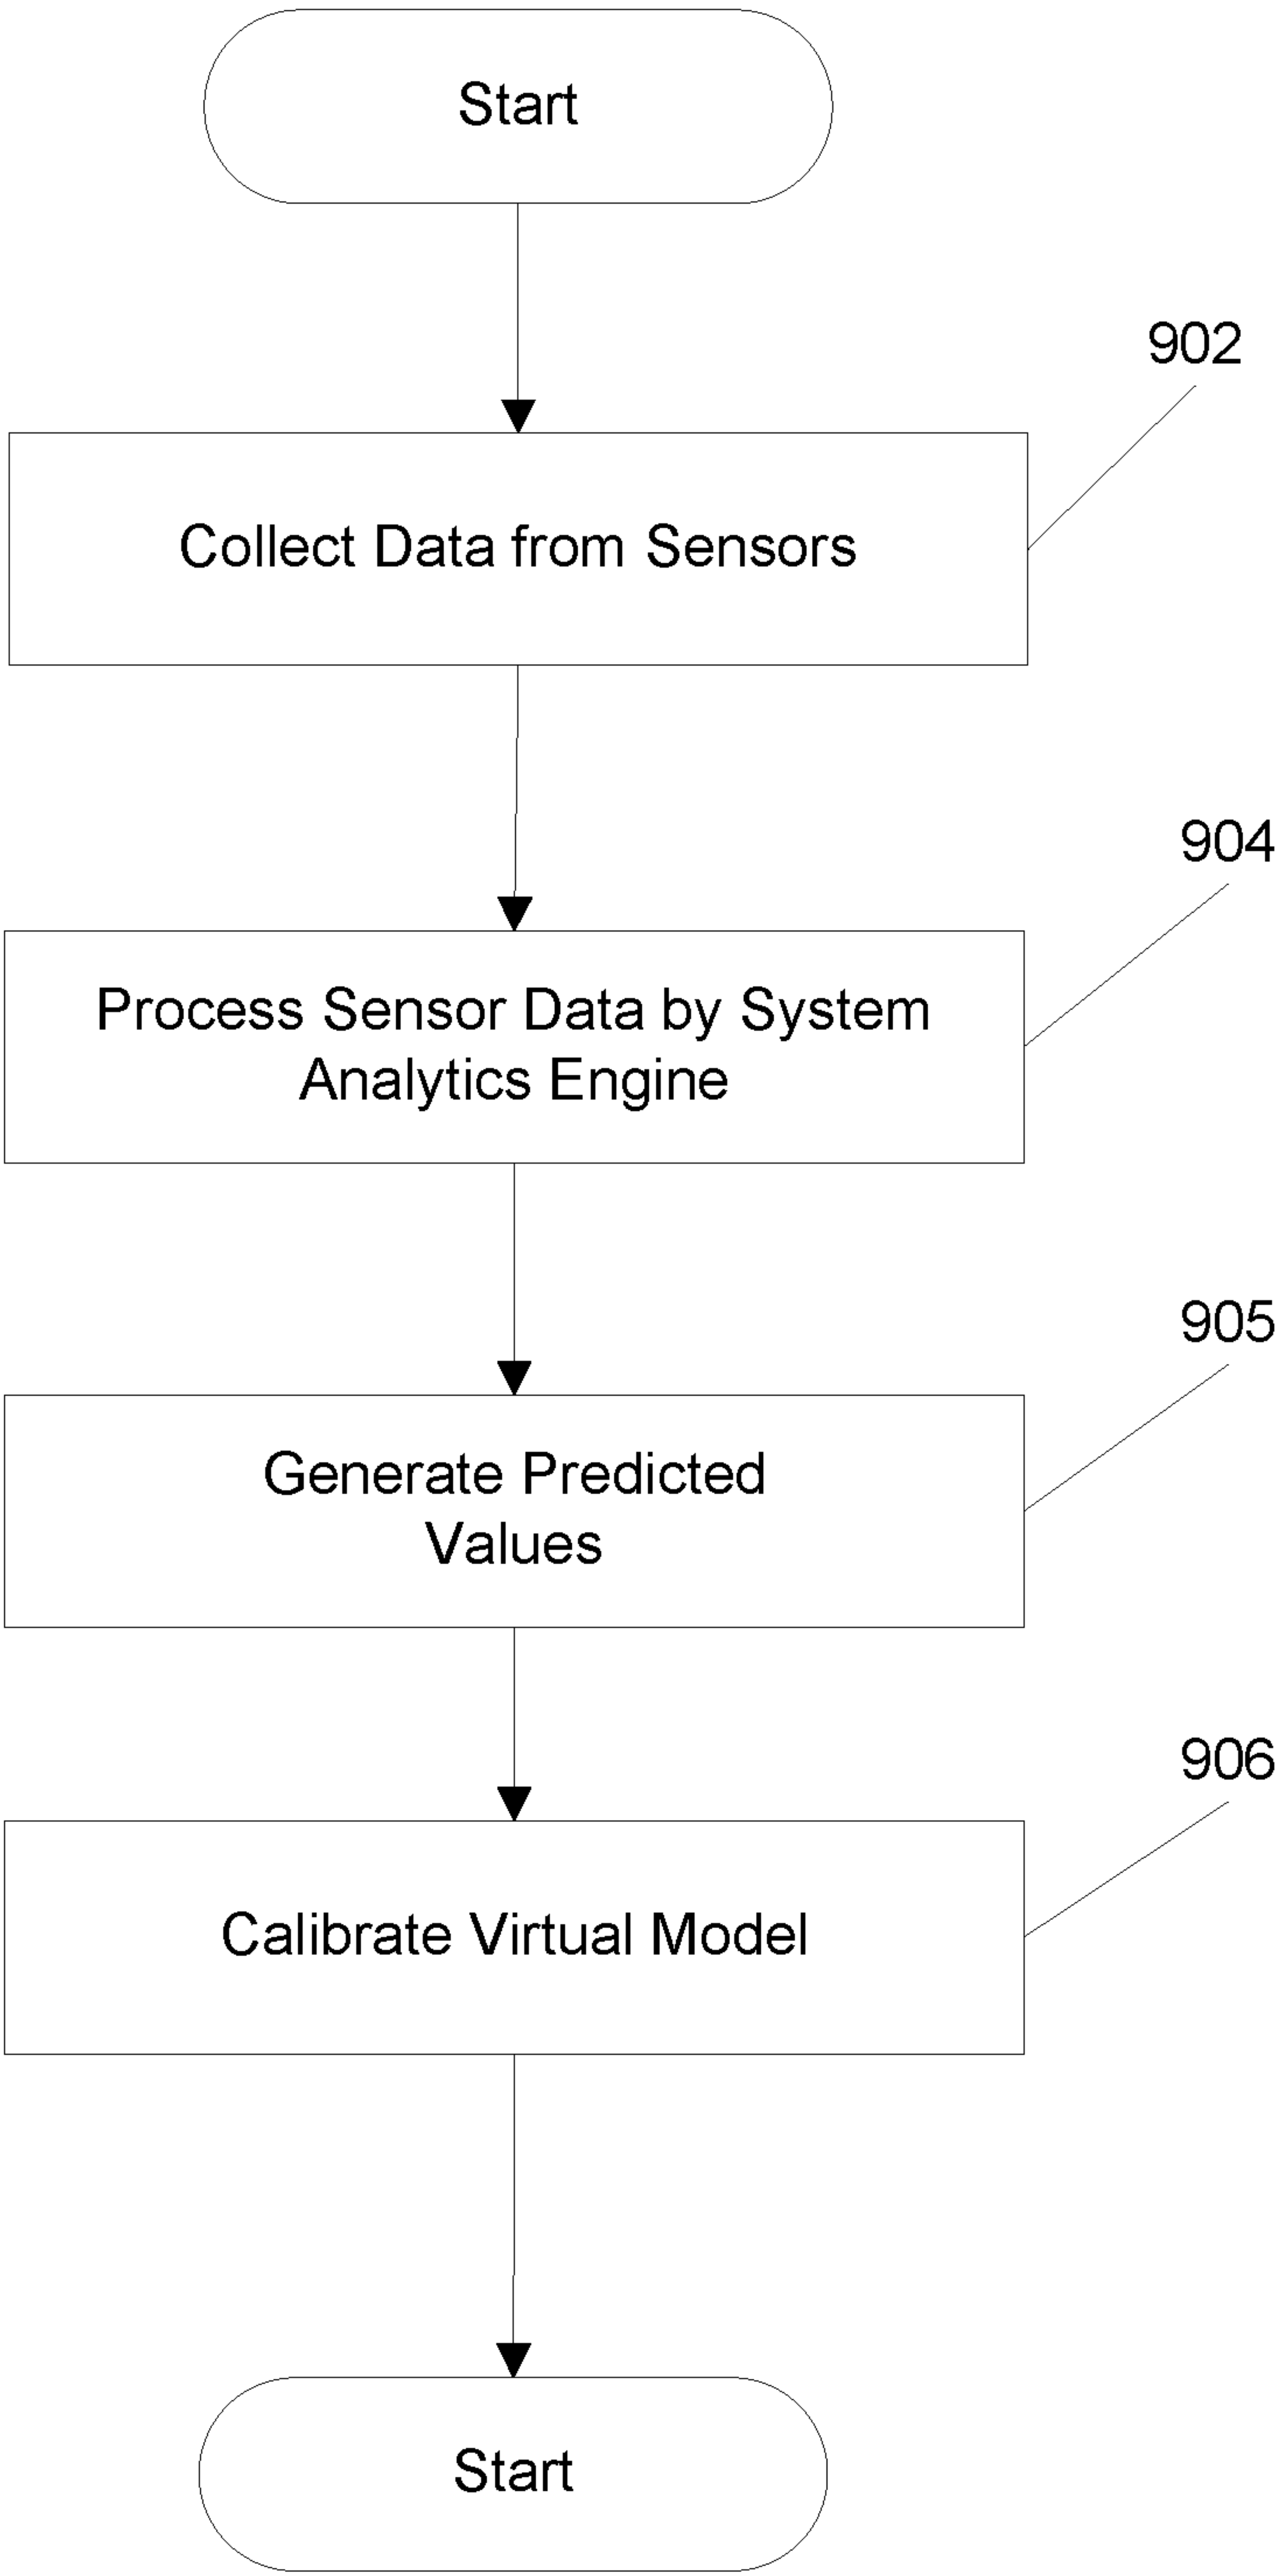 Start
902
Collect Data from Sensors
904
Process Sensor Data by System
Analytics Engine
905
Generate Predicted
Values
906
Calibrate Virtual Model
Start